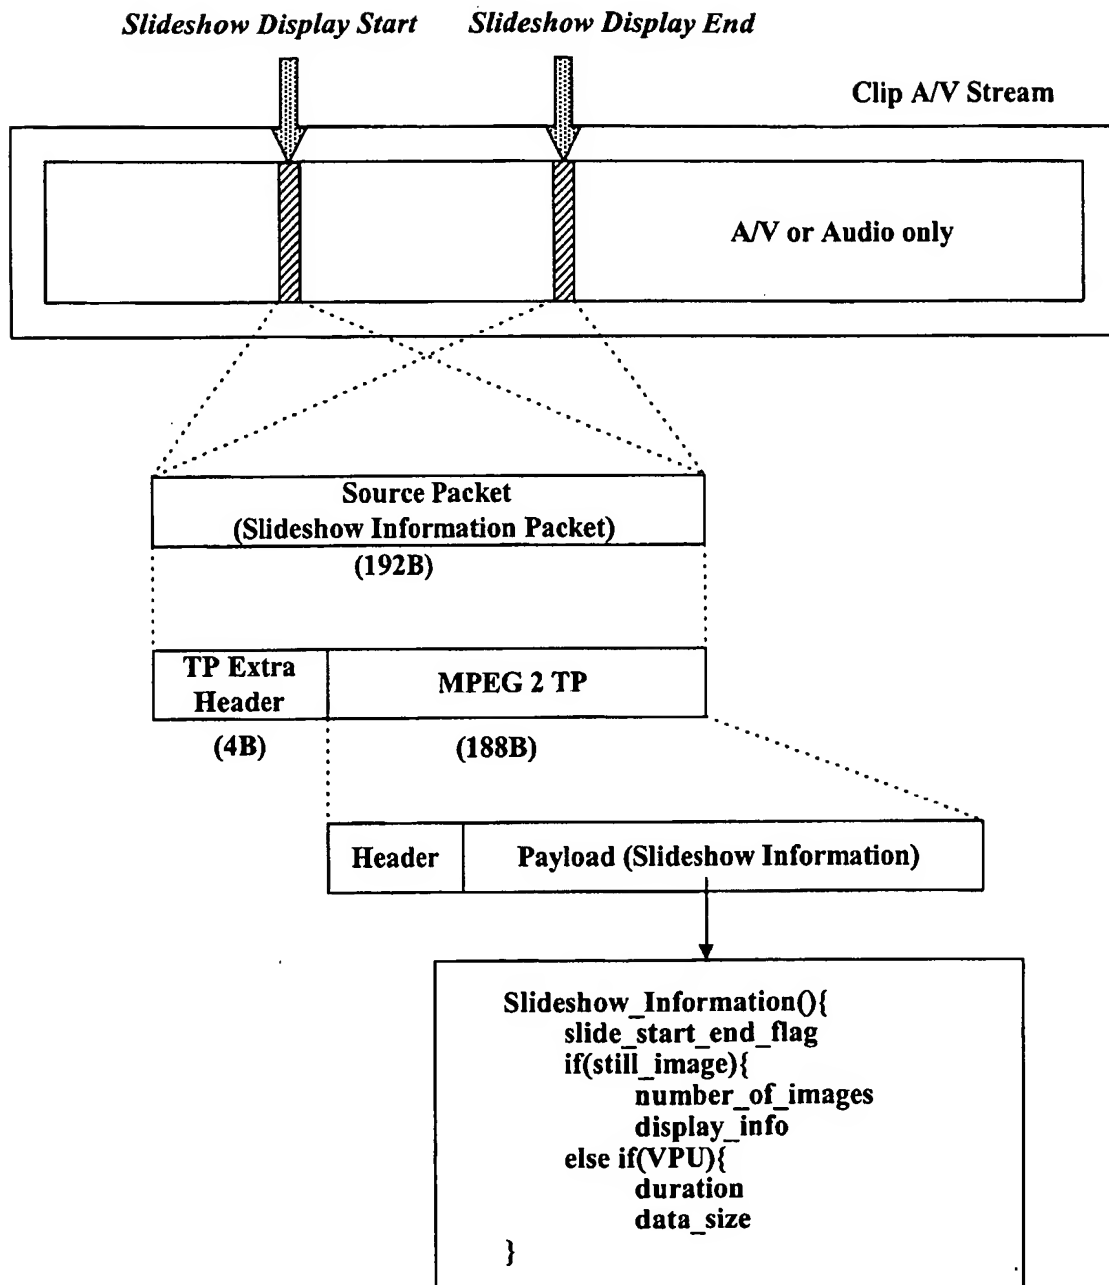 Slideshow Display Start
Slideshow Display End
Clip A/V Stream
A/V or Audio only
Source Packet
(Slideshow Information Packet)
(192B)
TP Extra
Header
MPEG 2 TP
(4B)
(188B)
Header
Payload (Slideshow Information)
Slideshow_Information(){
slide_start_end_flag
if(still_image){
number_of_images
display_info
else if(VPU){
duration
data_size
}